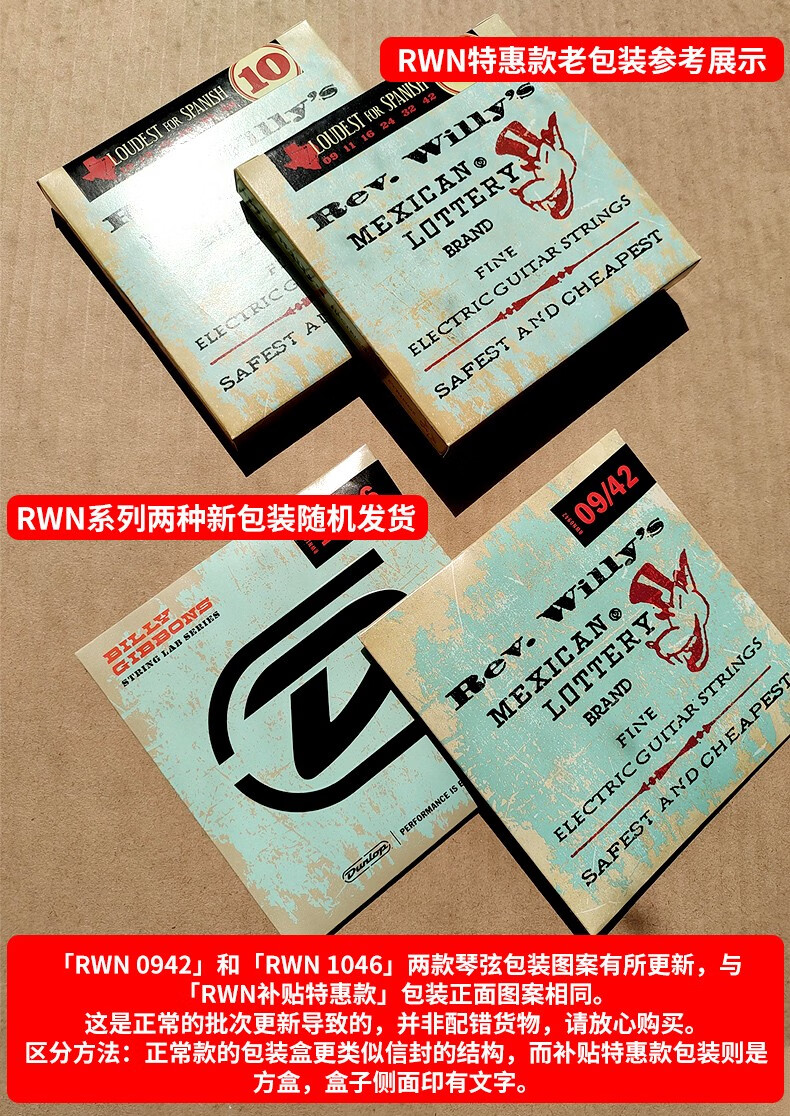 RWN特惠款老包装参考展示
LOUDEST FOR SPANISH
10
Willy's
ELECTRIC G
SAFEST A
LOUDEST FOR SPANISH
09 11 16 24 32 42
Rev. Willy's
MEXICAN®
LOTTERY
BRAND
FINE
ELECTRIC GUITAR STRINGS
SAFEST AND CHEAPEST
RWN系列两种新包装随机发货
BILLY
GIBBONS
STRING LAB SERIES
Dunlop
PERFORMANCE IS
09/42
Rev. Willy's
MEXICAN®
LOTTERY
BRAND
FINE
ELECTRIC GUITAR STRINGS
SAFEST AND CHEAPEST
「RWN 0942」和「RWN 1046」两款琴弦包装图案有所更新，与
「RWN补贴特惠款」包装正面图案相同。
这是正常的批次更新导致的，并非配错货物，请放心购买。
区分方法：正常款的包装盒更类似信封的结构，而补贴特惠款包装则是
方盒，盒子侧面印有文字。